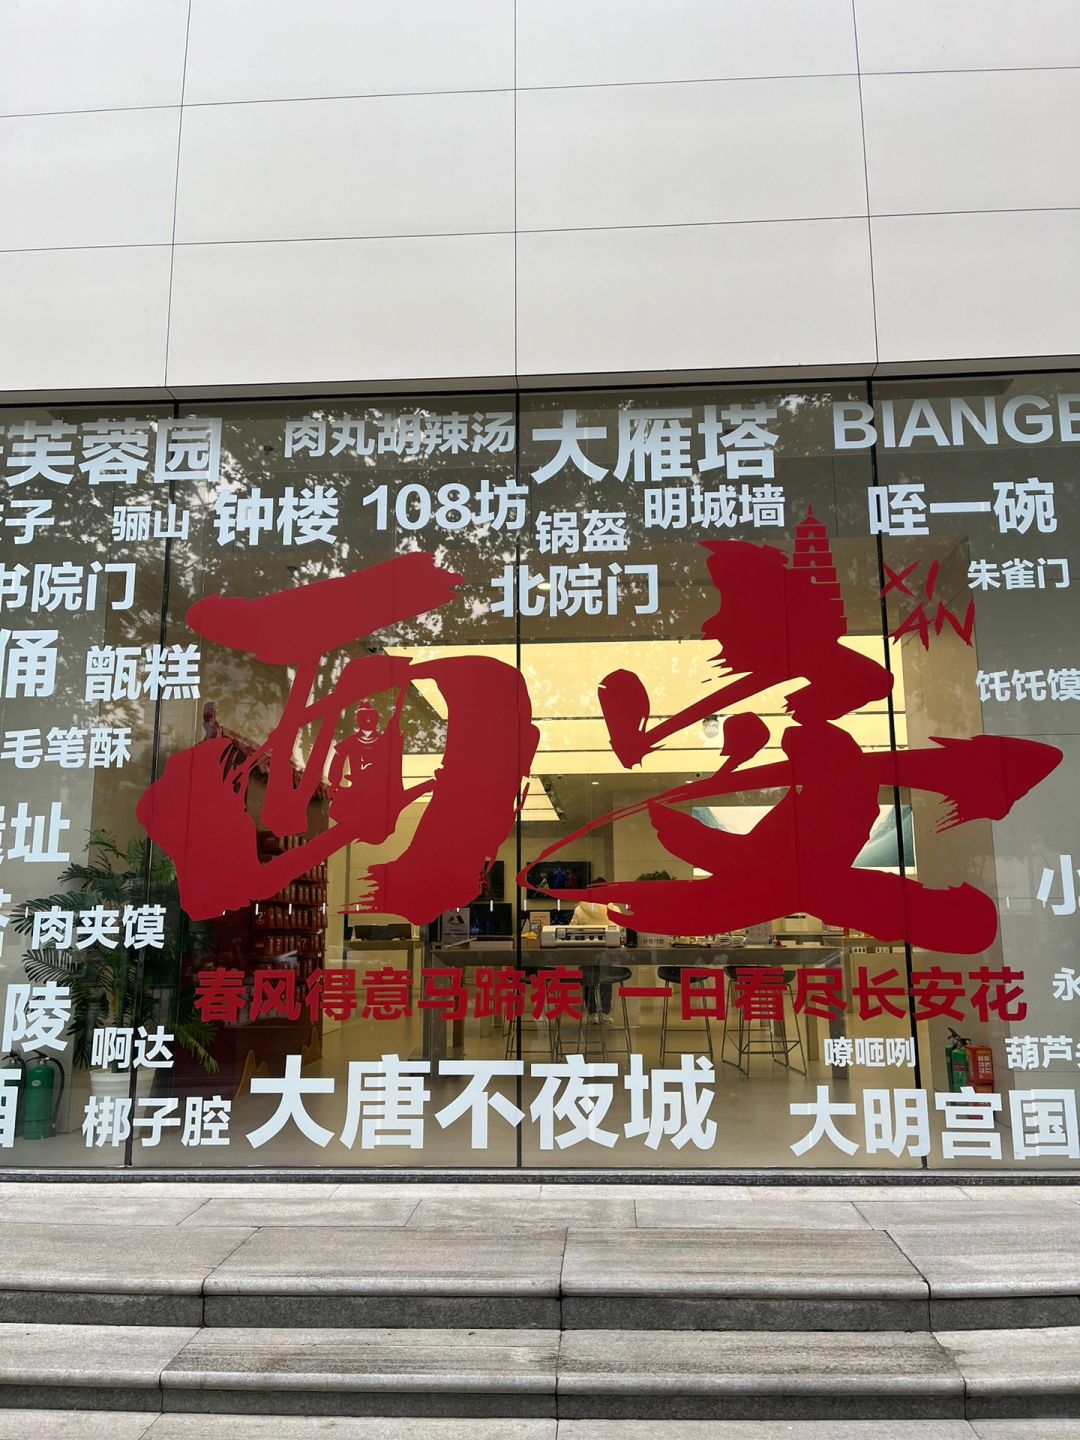 芙蓉园 肉丸胡辣汤 大雁塔 BIANGB
子 骊山 钟楼 108坊 锅盔 明城墙 咥一碗
书院门 北院门 朱雀门
西安
XI
AN
俑 甑糕 饦饦馍
毛笔酥
址 小
肉夹馍
春风得意马蹄疾 一日看尽长安花
陵 永
啊达 嘹咂咧 葫芦
梆子腔 大唐不夜城 大明宫国